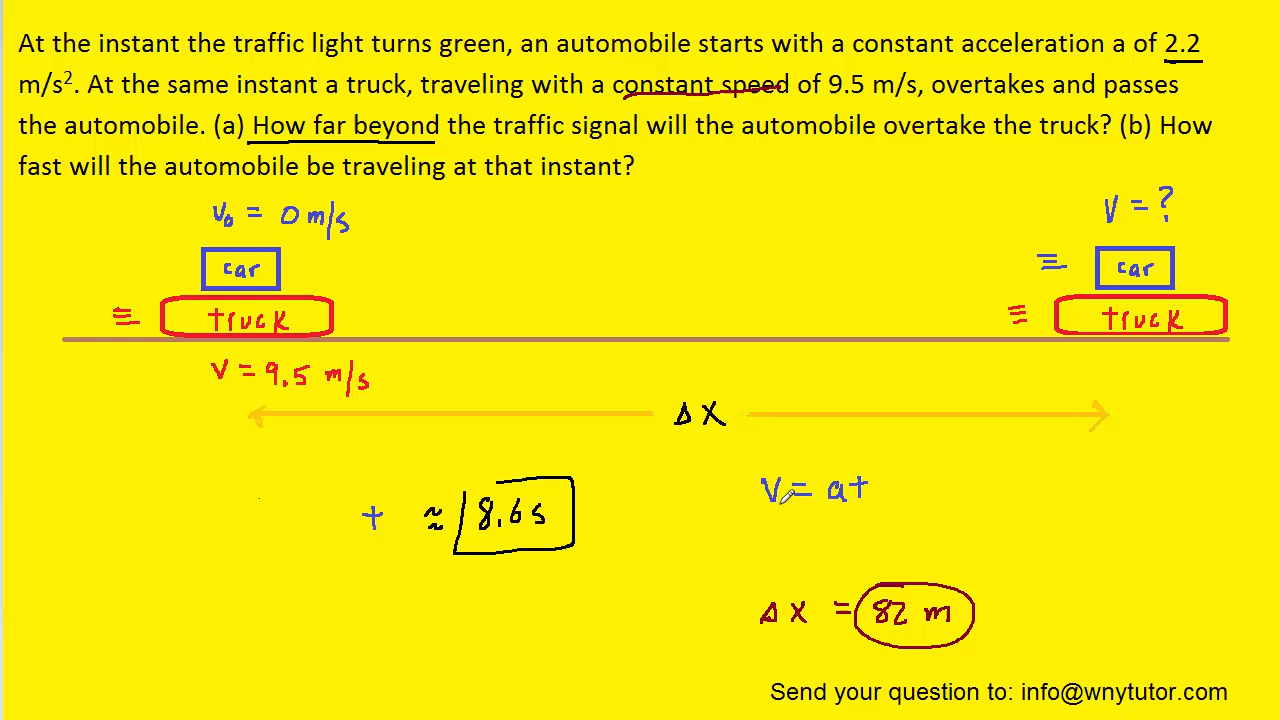 At the instant the traffic light turns green, an automobile starts with a constant acceleration a of 2.2
m/s². At the same instant a truck, traveling with a constant speed of 9.5 m/s, overtakes and passes
the automobile. (a) How far beyond the traffic signal will the automobile overtake the truck? (b) How
fast will the automobile be traveling at that instant?
v₀ = 0 m/s
V = ?
car
car
truck
truck
V = 9.5 m/s
Δx
t ≈ 8.6s
V = at
Δx = 82 m
Send your question to: info@wnytutor.com